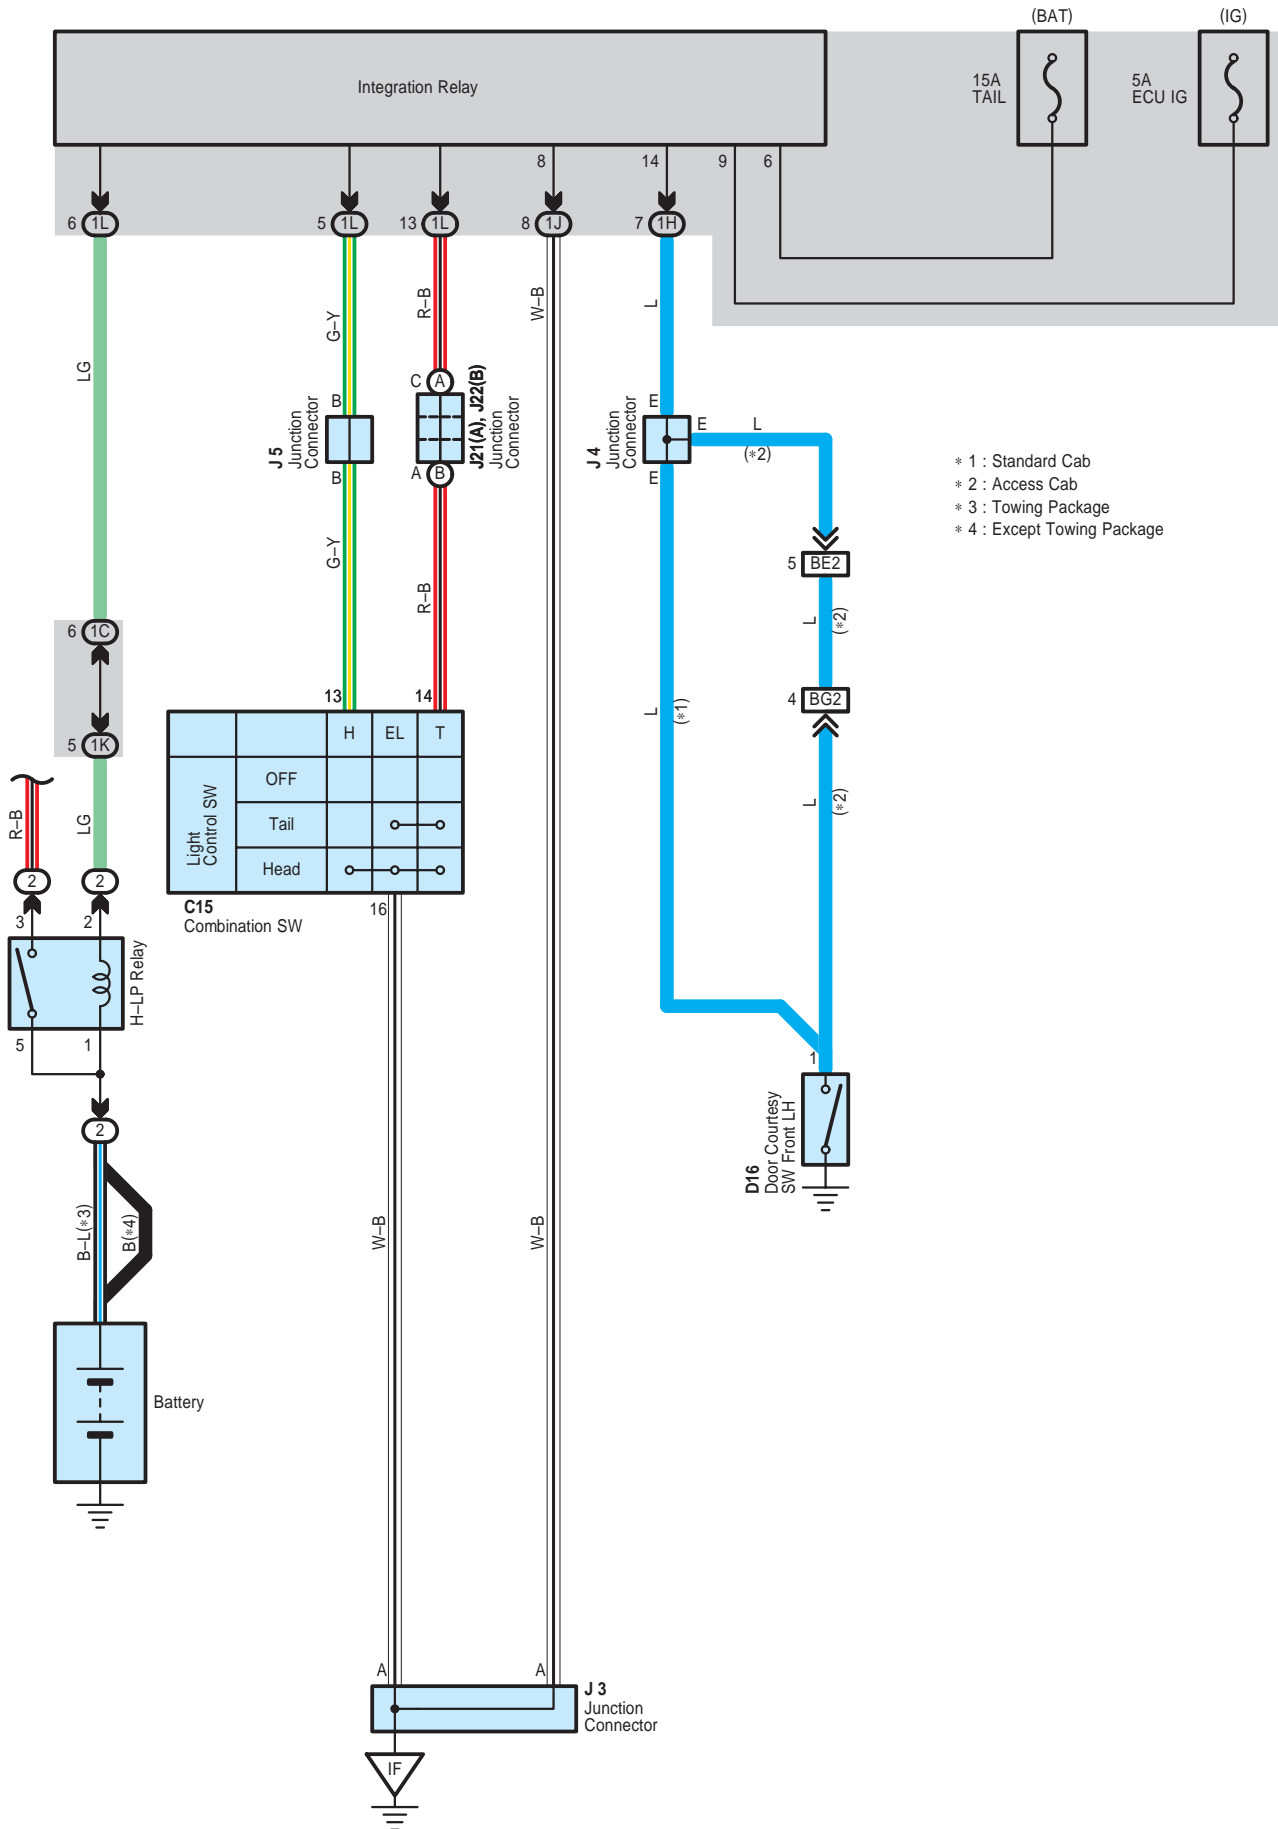 (BAT)
(IG)
Integration Relay
15A
TAIL
5A
ECU IG
8
14
9
6
6
1L
5
1L
13
1L
8
1J
7
1H
LG
G–Y
R–B
W–B
L
C
A
B
J 5
Junction
Connector
B
J21(A), J22(B)
Junction
Connector
A
B
E
J 4
Junction
Connector
E
E
L
(*2)
* 1 : Standard Cab
* 2 : Access Cab
* 3 : Towing Package
* 4 : Except Towing Package
G–Y
R–B
5
BE2
L
(*2)
6
1C
4
BG2
L
(*1)
13
14
5
1K
H
EL
T
OFF
Tail
Head
Light
Control SW
R–B
LG
L
(*2)
2
2
C15
Combination SW
16
3
2
H–LP Relay
5
1
1
2
D16
Door Courtesy
SW Front LH
B–L(*3)
B(*4)
W–B
W–B
Battery
A
A
J 3
Junction
Connector
IF